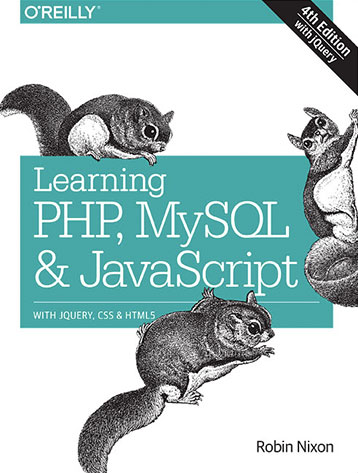 O'REILLY®
4th Edition
with jQuery
Learning
PHP, MySQL
& JavaScript
WITH JQUERY, CSS & HTML5
Robin Nixon